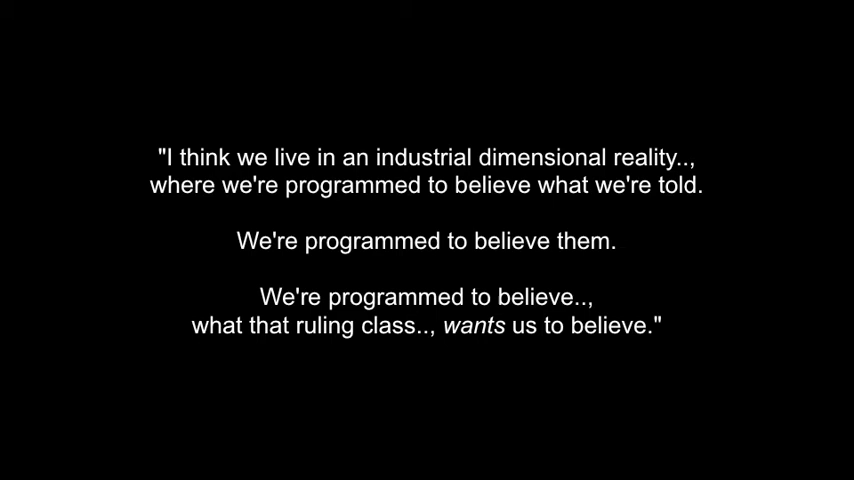 "I think we live in an industrial dimensional reality..,
where we're programmed to believe what we're told.
We're programmed to believe them.
We're programmed to believe..,
what that ruling class.., wants us to believe."